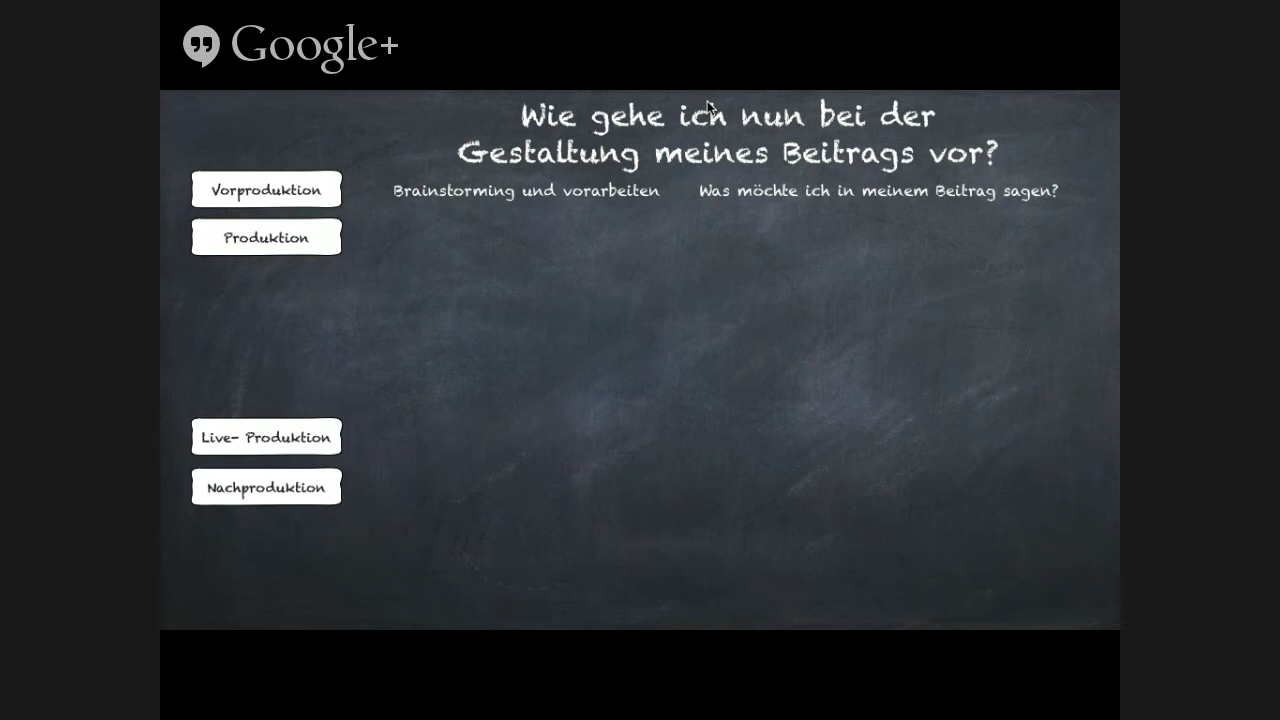 Google+
Wie gehe ich nun bei der
Gestaltung meines Beitrags vor?
Vorproduktion
Brainstorming und vorarbeiten
Was möchte ich in meinem Beitrag sagen?
Produktion
Live- Produktion
Nachproduktion